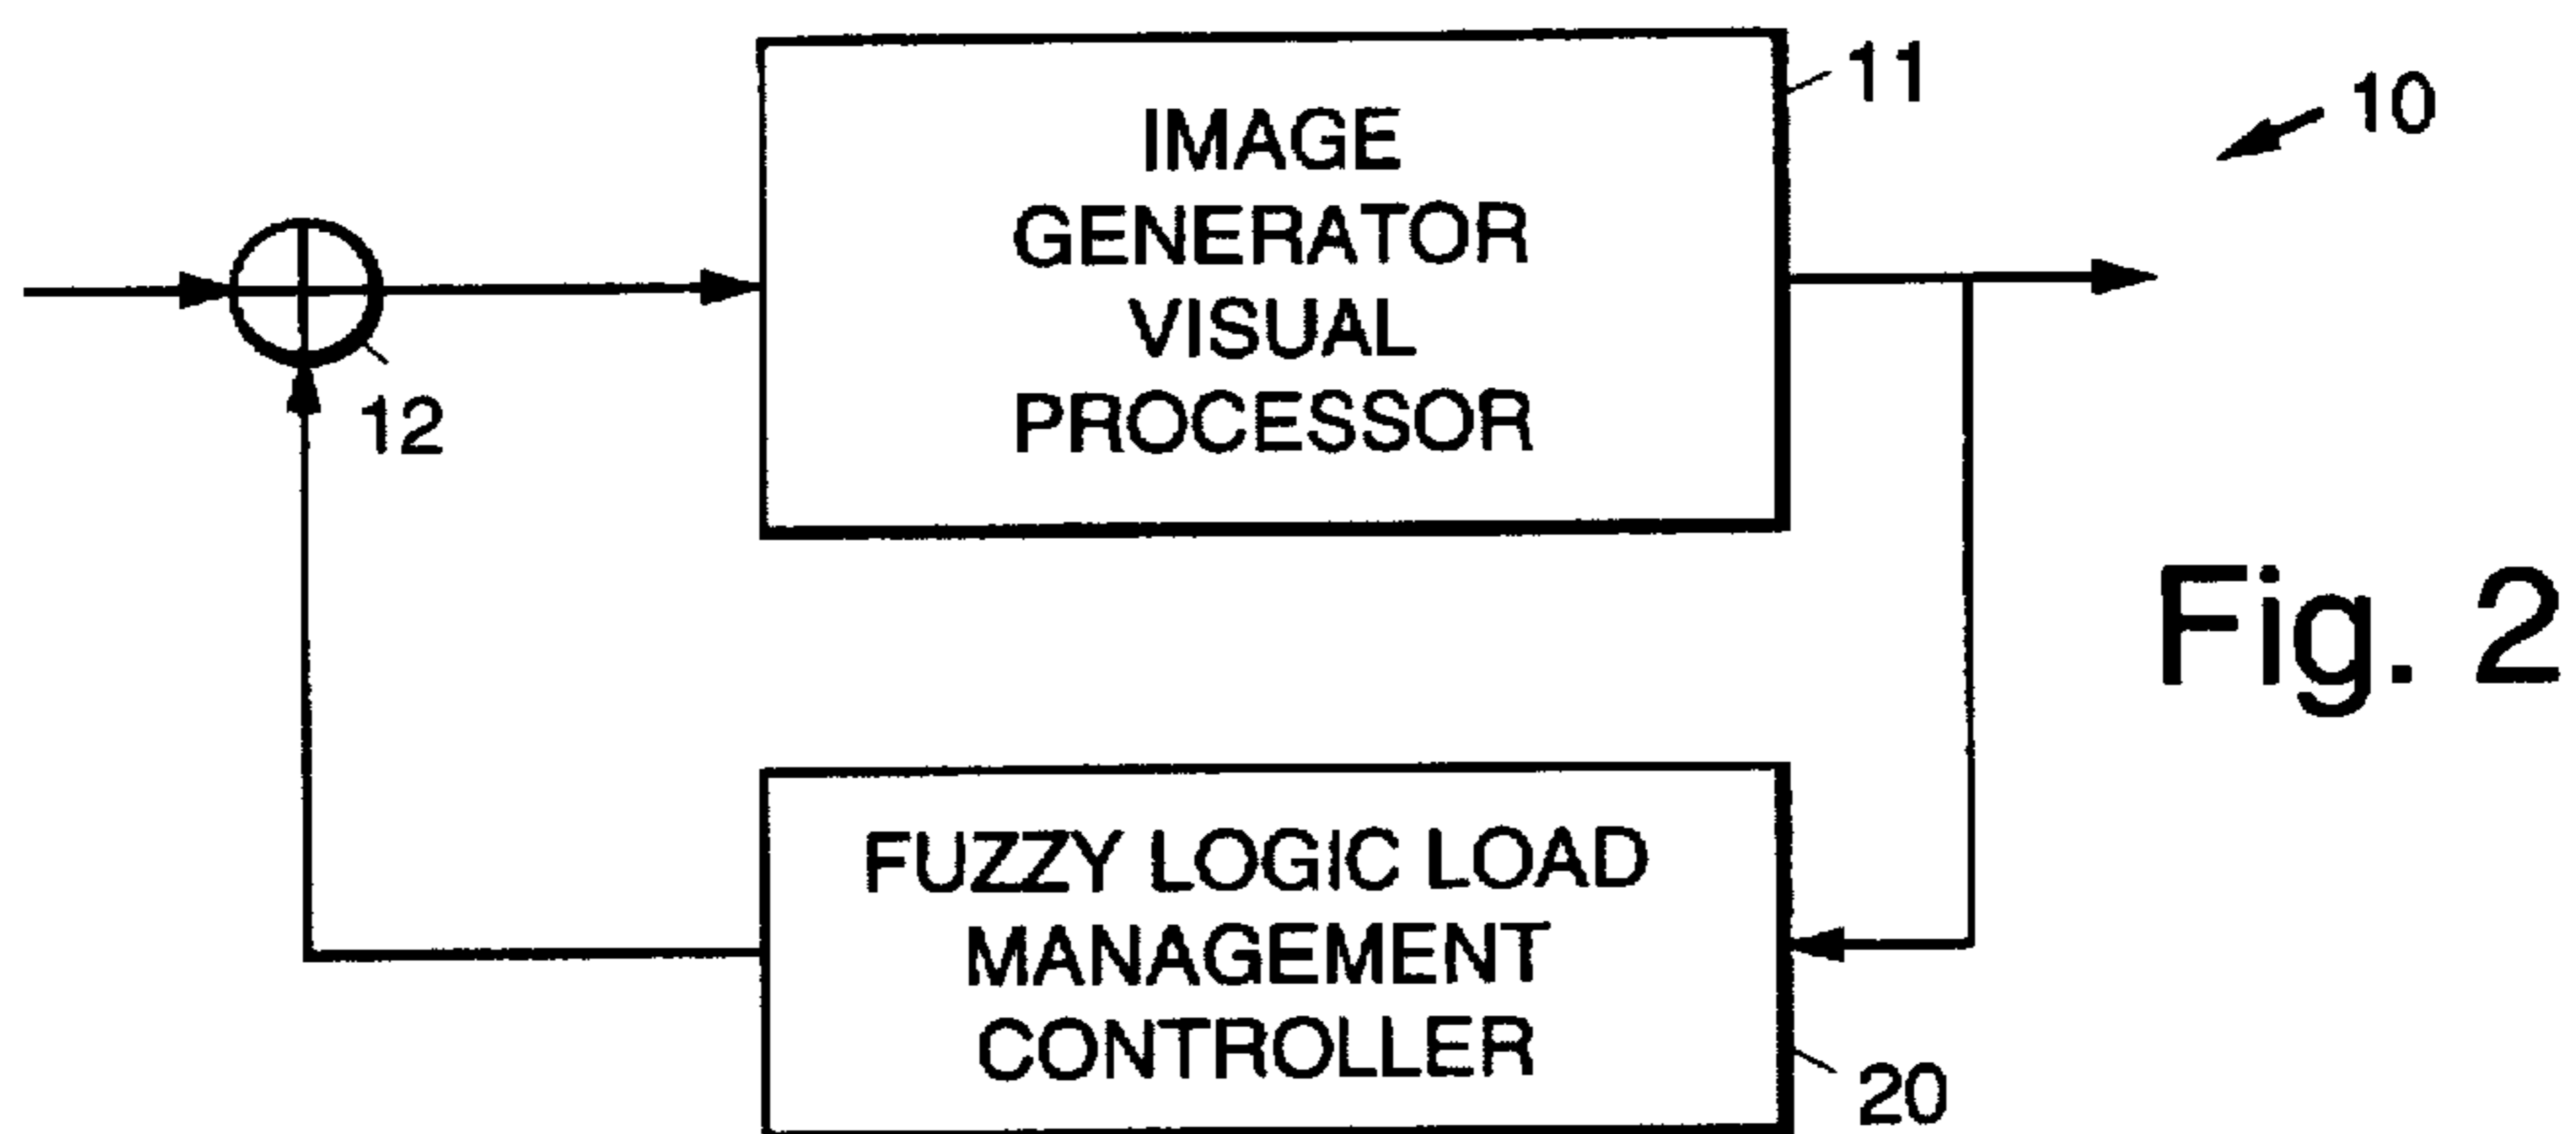 IMAGE
GENERATOR
VISUAL
PROCESSOR
11
10
12
Fig. 2
FUZZY LOGIC LOAD
MANAGEMENT
CONTROLLER
20